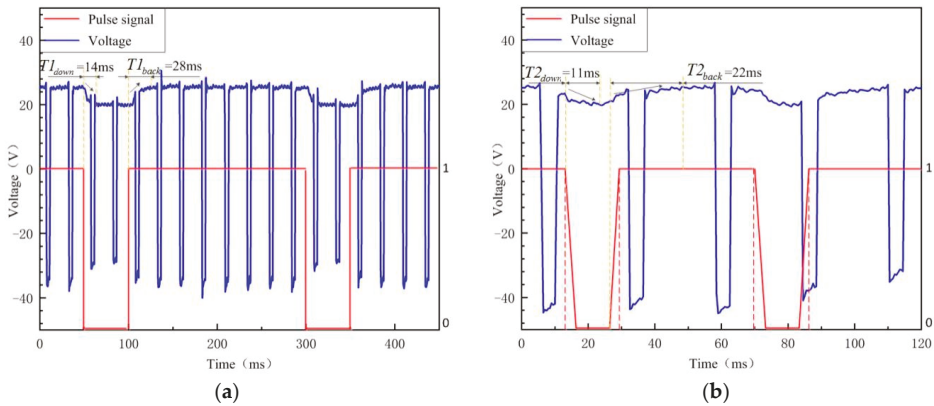 Pulse signal
Voltage
T1down=14ms
T1back=28ms
40
20
0
−20
−40
Voltage（V）
1
0
0
100
200
300
400
Time（ms）
(a)
Pulse signal
Voltage
T2down=11ms
T2back=22ms
40
20
0
−20
−40
Voltage（V）
1
0
0
20
40
60
80
100
120
Time（ms）
(b)